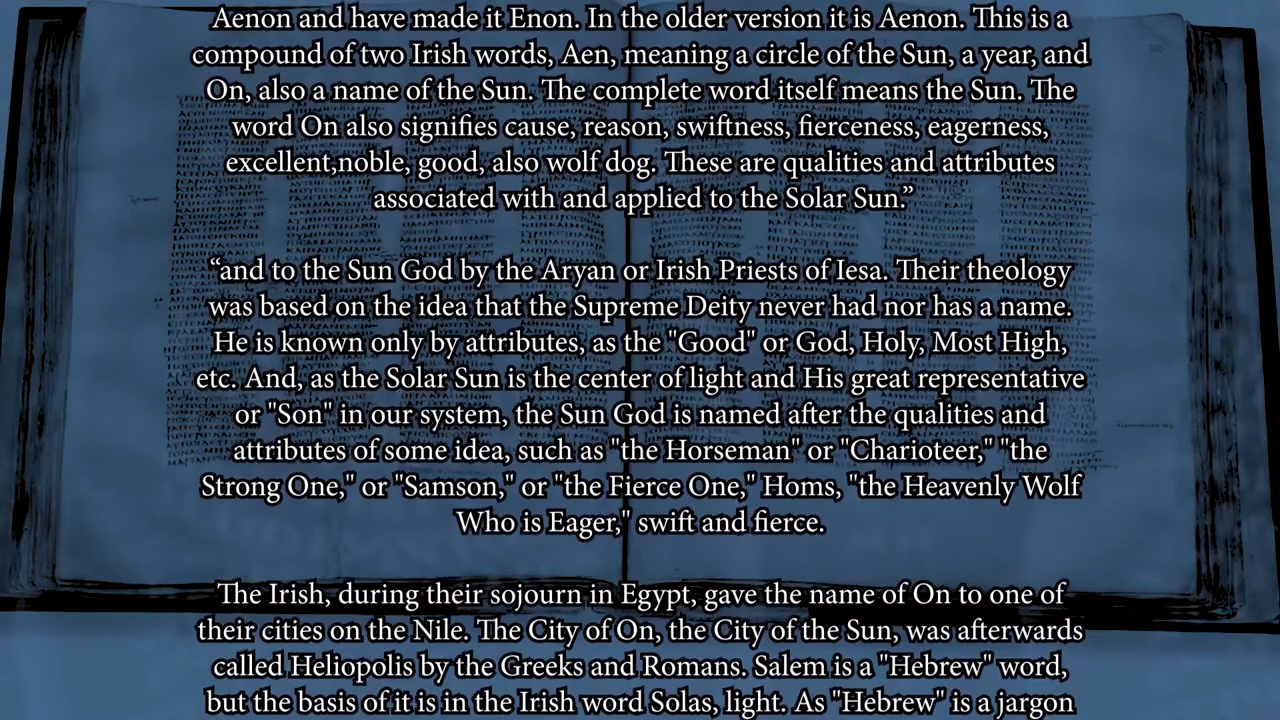 Aenon and have made it Enon. In the older version it is Aenon. This is a
compound of two Irish words, Aen, meaning a circle of the Sun, a year, and
On, also a name of the Sun. The complete word itself means the Sun. The
word On also signifies cause, reason, swiftness, fierceness, eagerness,
excellent,noble, good, also wolf dog. These are qualities and attributes
associated with and applied to the Solar Sun.”
“and to the Sun God by the Aryan or Irish Priests of Iesa. Their theology
was based on the idea that the Supreme Deity never had nor has a name.
He is known only by attributes, as the "Good" or God, Holy, Most High,
etc. And, as the Solar Sun is the center of light and His great representative
or "Son" in our system, the Sun God is named after the qualities and
attributes of some idea, such as "the Horseman" or "Charioteer," "the
Strong One," or "Samson," or "the Fierce One," Homs, "the Heavenly Wolf
Who is Eager," swift and fierce.
The Irish, during their sojourn in Egypt, gave the name of On to one of
their cities on the Nile. The City of On, the City of the Sun, was afterwards
called Heliopolis by the Greeks and Romans. Salem is a "Hebrew" word,
but the basis of it is in the Irish word Solas, light. As "Hebrew" is a jargon